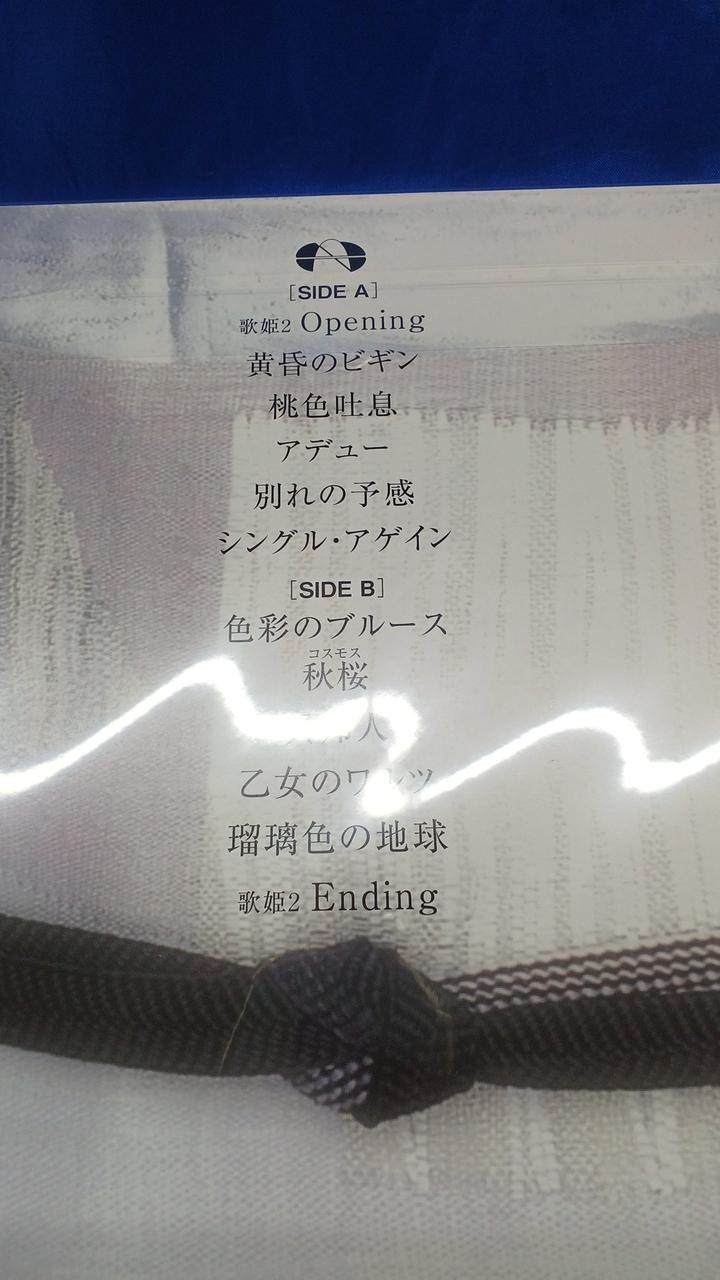 [SIDE A]
歌姫2 Opening
黄昏のビギン
桃色吐息
アデュー
別れの予感
シングル・アゲイン
[SIDE B]
色彩のブルース
コスモス
秋桜
人
乙女のワルツ
瑠璃色の地球
歌姫2 Ending